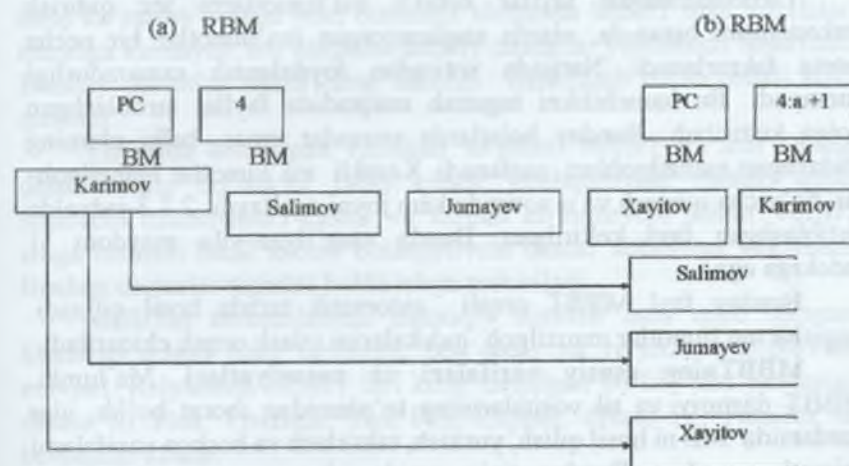 (a) RBM (b) RBM
PC 4 PC 4:a +1
BM BM BM BM
Karimov
Salimov Jumayev Xayitov Karimov
Salimov
Jumayev
Xayitov